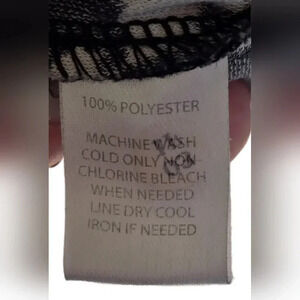 100% POLYESTER
MACHINE WASH
COLD ONLY NON-
CHLORINE BLEACH
WHEN NEEDED
LINE DRY COOL
IRON IF NEEDED